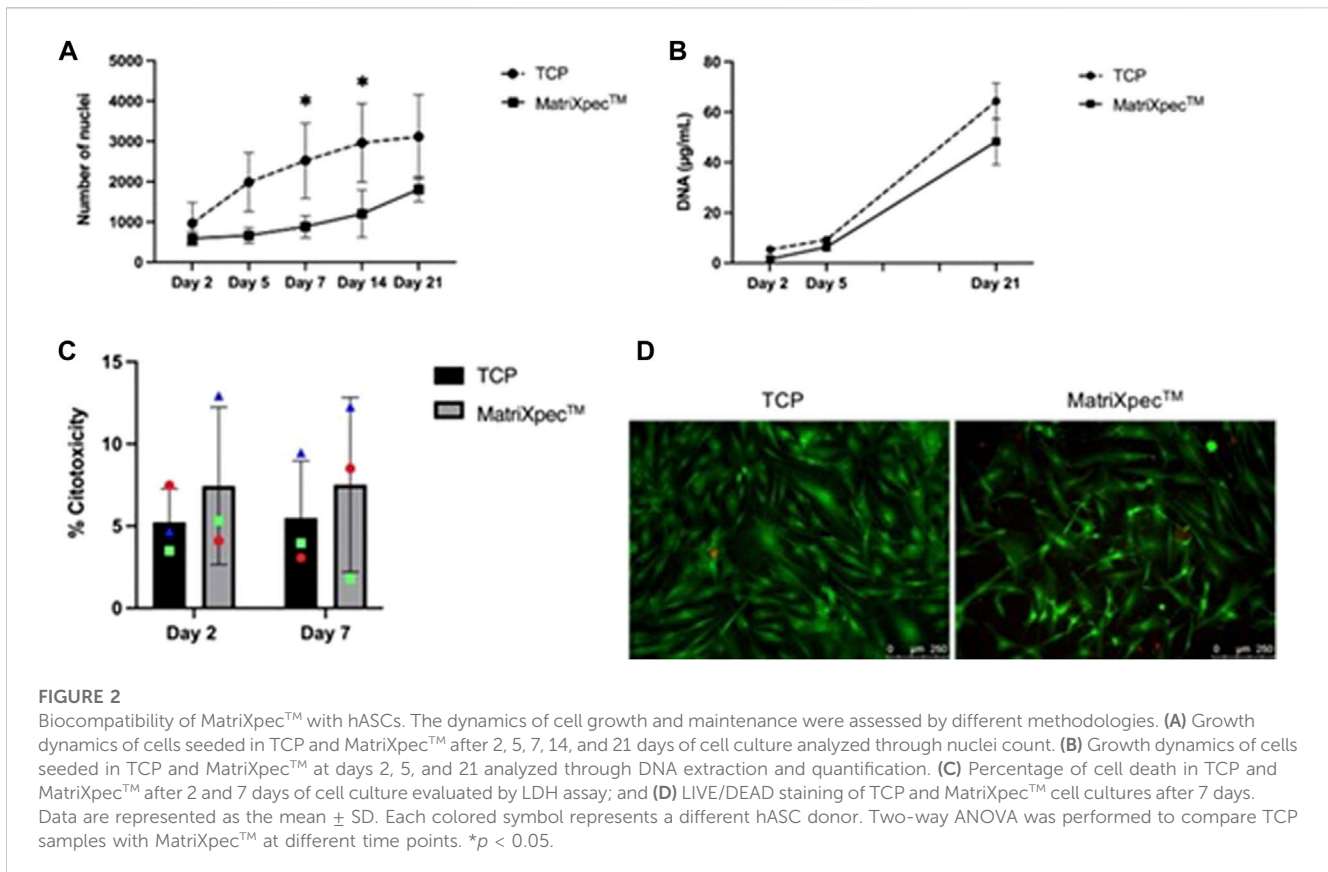 A
5000
4000
3000
2000
1000
0
Number of nuclei
* *
Day 2 Day 5 Day 7 Day 14 Day 21
TCP
MatriXpec™
B
80
60
40
20
0
DNA (µg/mL)
Day 2 Day 5 Day 21
TCP
MatriXpec™
C
15
10
5
0
% Citotoxicity
Day 2 Day 7
TCP
MatriXpec™
D
TCP MatriXpec™
0 µm 250
0 µm 250
FIGURE 2
Biocompatibility of MatriXpec™ with hASCs. The dynamics of cell growth and maintenance were assessed by different methodologies. (A) Growth
dynamics of cells seeded in TCP and MatriXpec™ after 2, 5, 7, 14, and 21 days of cell culture analyzed through nuclei count. (B) Growth dynamics of cells
seeded in TCP and MatriXpec™ at days 2, 5, and 21 analyzed through DNA extraction and quantification. (C) Percentage of cell death in TCP and
MatriXpec™ after 2 and 7 days of cell culture evaluated by LDH assay; and (D) LIVE/DEAD staining of TCP and MatriXpec™ cell cultures after 7 days.
Data are represented as the mean ± SD. Each colored symbol represents a different hASC donor. Two-way ANOVA was performed to compare TCP
samples with MatriXpec™ at different time points. *p < 0.05.